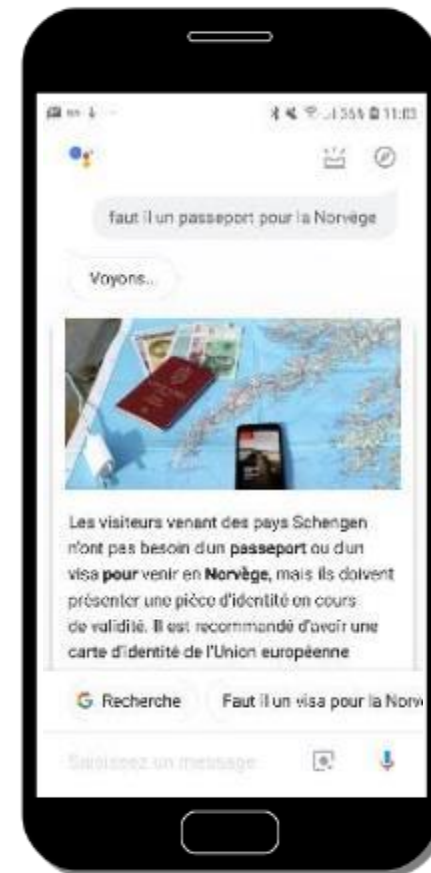 36% 11:03
faut il un passeport pour la Norvège
Voyons..
Les visiteurs venant des pays Schengen
n'ont pas besoin d'un passeport ou d'un
visa pour venir en Norvège, mais ils doivent
présenter une pièce d'identité en cours
de validité. Il est recommandé d'avoir une
carte d'identité de l'Union européenne
G Recherche Faut il un visa pour la Norv
Saisissez un message